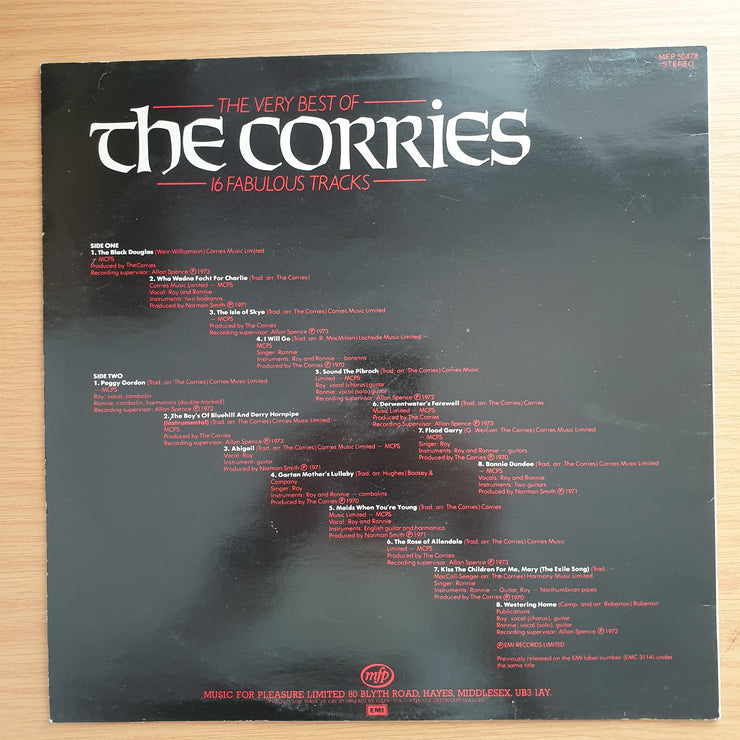 MFP 50478
STEREO
THE VERY BEST OF
THE CORRIES
16 FABULOUS TRACKS
SIDE ONE
1. The Black Douglas (Weir-Williamson) Corries Music Limited
— MCPS
Produced by The Corries
Recording supervisor: Allan Spence Ⓟ 1973
2. Wha Wadna Fecht For Charlie (Trad. arr. The Corries)
Corries Music Limited — MCPS
Vocal: Roy and Ronnie
Instruments: two bodranns
Produced by Norman Smith Ⓟ 1971
3. The Isle of Skye (Trad. arr. The Corries) Corries Music Limited
— MCPS
Produced by The Corries
Recording supervisor: Allan Spence Ⓟ 1973
4. I Will Go (Trad. arr. R. MacMillan) Lochside Music Limited —
MCPS
Singer: Ronnie
Instruments: Roy and Ronnie — boranns
Produced by The Corries Ⓟ 1970
5. Sound The Pibroch (Trad. arr. The Corries) Corries Music
Limited — MCPS
Roy: vocal (chorus) guitar
Ronnie: vocal (solo) guitar
Recording supervisor: Allan Spence Ⓟ 1972
6. Derwentwater's Farewell (Trad. arr. The Corries) Corries
Music Limited — MCPS
Produced by The Corries
Recording Supervisor: Allan Spence Ⓟ 1973
7. Flood Garry (G. Weir-arr. The Corries) Corries Music Limited
— MCPS
Singer: Roy
Instruments: Roy and Ronnie — guitars
Produced by The Corries Ⓟ 1970
8. Bonnie Dundee (Trad. arr. The Corries) Corries Music Limited
— MCPS
Vocals: Roy and Ronnie
Instruments: Two guitars
Produced by Norman Smith Ⓟ 1971
SIDE TWO
1. Peggy Gordon (Trad. arr. The Corries) Corries Music Limited
— MCPS
Roy: vocal, combolin
Ronnie: combolin, harmonica (double-tracked)
Recording supervisor: Allan Spence Ⓟ 1972
2. The Boy's Of Bluehill And Derry Hornpipe
(Instrumental) (Trad. arr. The Corries) Corries Music Limited
MCPS
Produced by The Corries
Recording supervisor: Allan Spence Ⓟ 1973
3. Abigail (Trad. arr. The Corries) Corries Music Limited — MCPS
Vocal: Roy
Instrument: guitar
Produced by Norman Smith Ⓟ 1971
4. Gartan Mother's Lullaby (Trad. arr. Hughes) Boosey &
Company
Singer: Roy
Instruments: Roy and Ronnie — combolins
Produced by The Corries Ⓟ 1970
5. Maids When You're Young (Trad. arr. The Corries) Corries
Music Limited — MCPS
Vocal: Roy and Ronnie
Instruments: English guitar and harmonica
Produced by Norman Smith Ⓟ 1971
6. The Rose of Allendale (Trad. arr. The Corries) Corries Music
Limited — MCPS
Produced by The Corries
Recording supervisor: Allan Spence Ⓟ 1973
7. Kiss The Children For Me, Mary (The Exile Song) (Trad. —
MacColl-Seeger-arr. The Corries) Harmony Music Limited
Singer: Ronnie
Instruments: Ronnie — Guitar, Roy — Northumbrian pipes
Produced by The Corries Ⓟ 1970
8. Westering Home (Comp. and arr. Roberton) Roberton
Publications
Roy: vocal (chorus), guitar
Ronnie: vocal (solo), guitar
Recording supervisor: Allan Spence Ⓟ 1972
Ⓟ EMI RECORDS LIMITED
Previously released on the EMI label number (EMC 3114) under
the same title
mfp
MUSIC FOR PLEASURE LIMITED 80 BLYTH ROAD, HAYES, MIDDLESEX, UB3 1AY.
EMI